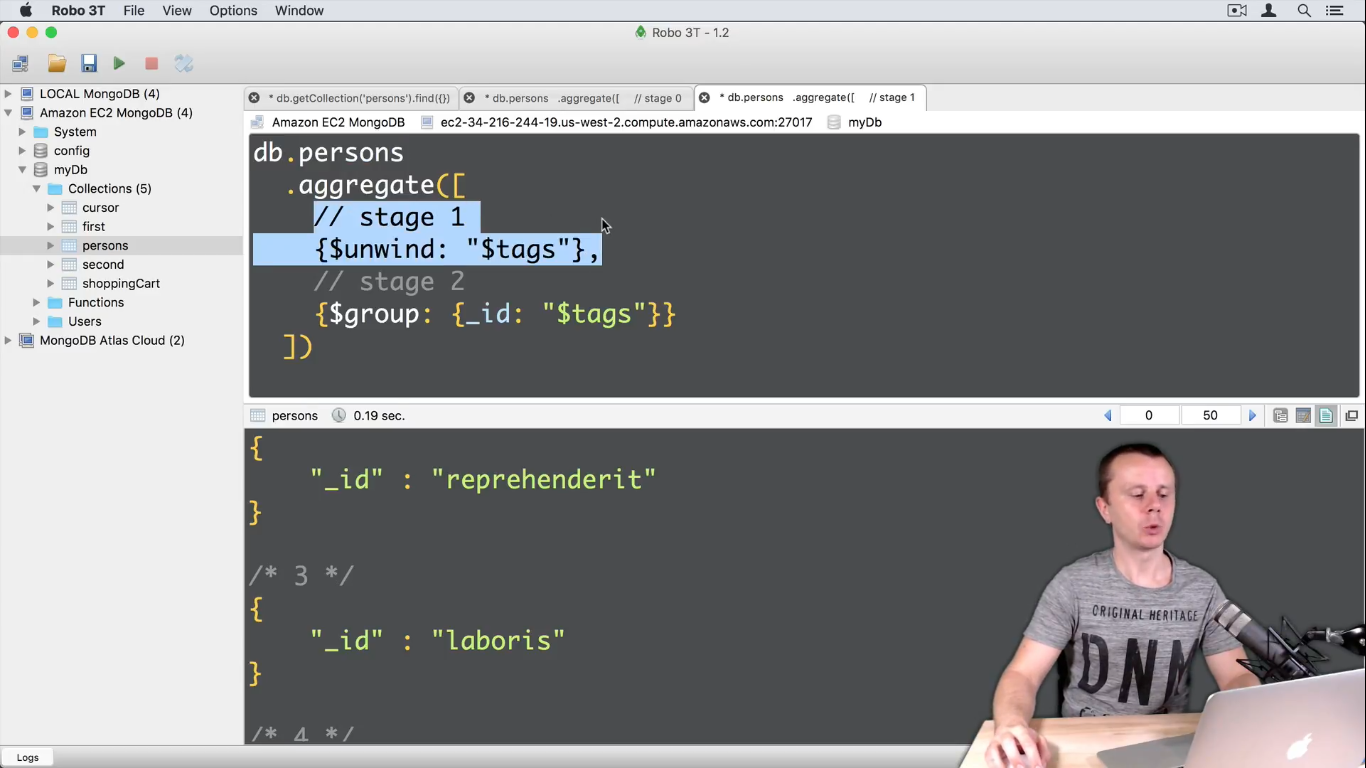 Robo 3T File View Options Window
Robo 3T - 1.2
LOCAL MongoDB (4)
Amazon EC2 MongoDB (4)
System
config
myDb
Collections (5)
cursor
first
persons
second
shoppingCart
Functions
Users
MongoDB Atlas Cloud (2)
* db.getCollection('persons').find({}) * db.persons .aggregate([ // stage 0 * db.persons .aggregate([ // stage 1
Amazon EC2 MongoDB ec2-34-216-244-19.us-west-2.compute.amazonaws.com:27017 myDb
db.persons
.aggregate([
// stage 1
{$unwind: "$tags"},
// stage 2
{$group: {_id: "$tags"}}
])
persons 0.19 sec. 0 50
{
"_id" : "reprehenderit"
}
/* 3 */
{
"_id" : "laboris"
}
/* 4 */
ORIGINAL HERITAGE
DNM
Logs